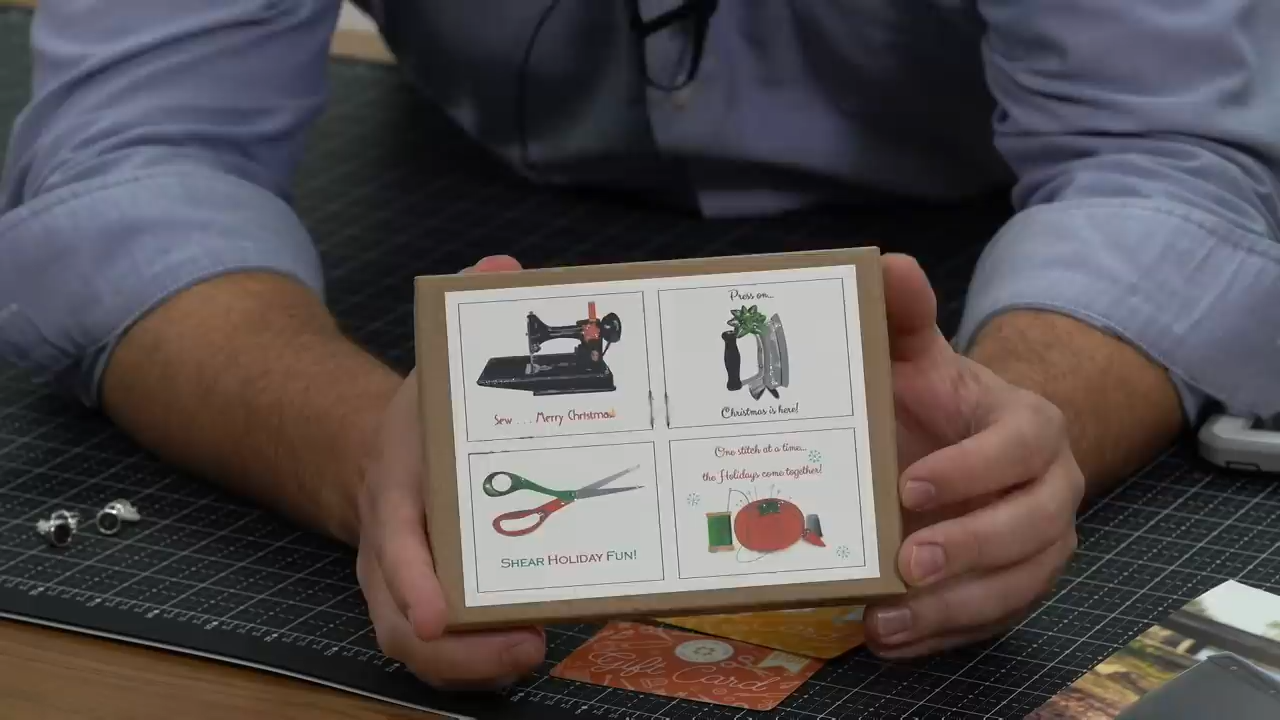 Sew . . . Merry Christmas
Press on...
Christmas is here!
SHEAR HOLIDAY FUN!
One stitch at a time...
the Holidays come together!
Gift
Card